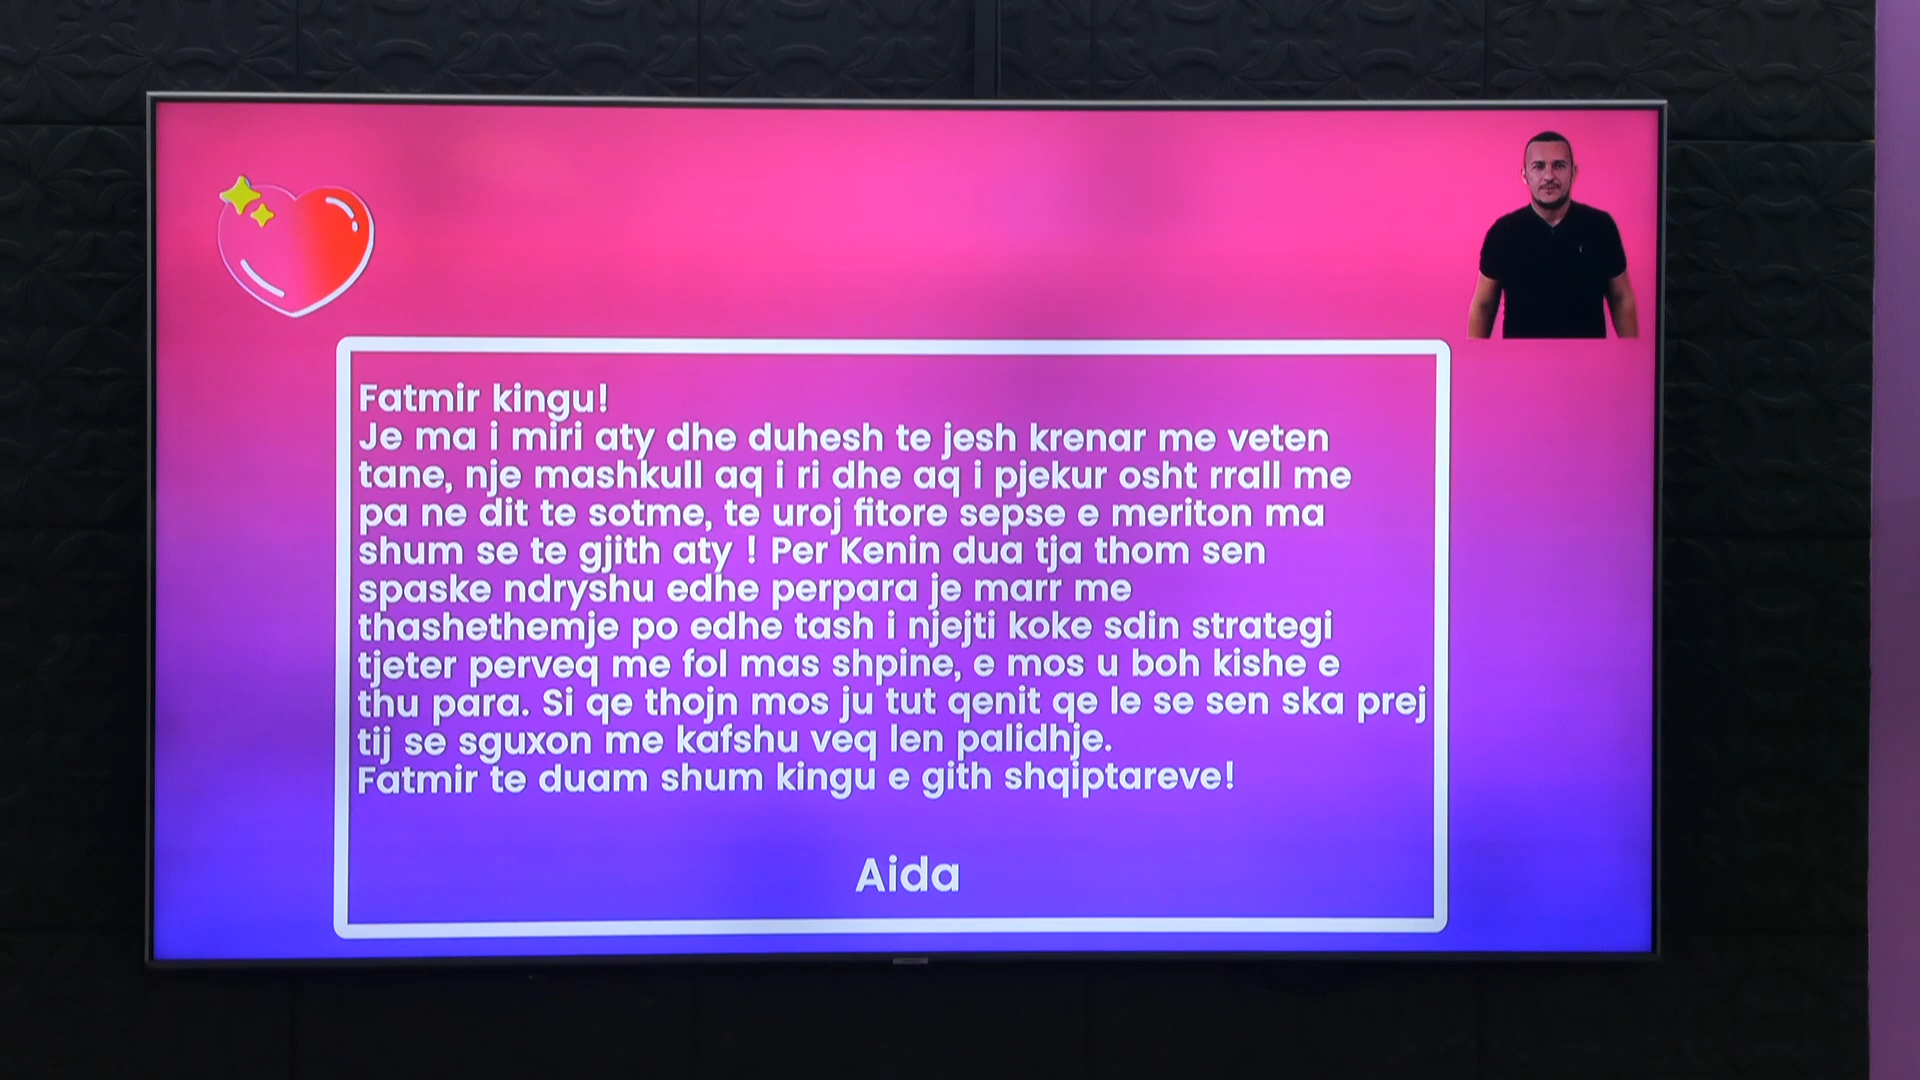 Fatmir kingu!
Je ma i miri aty dhe duhesh te jesh krenar me veten
tane, nje mashkull aq i ri dhe aq i pjekur osht rrall me
pa ne dit te sotme, te uroj fitore sepse e meriton ma
shum se te gjith aty ! Per Kenin dua tja thom sen
spaske ndryshu edhe perpara je marr me
thashethemje po edhe tash i njejti koke sdin strategi
tjeter perveq me fol mas shpine, e mos u boh kishe e
thu para. Si qe thojn mos ju tut qenit qe le se sen ska prej
tij se sguxon me kafshu veq len palidhje.
Fatmir te duam shum kingu e gith shqiptareve!
Aida